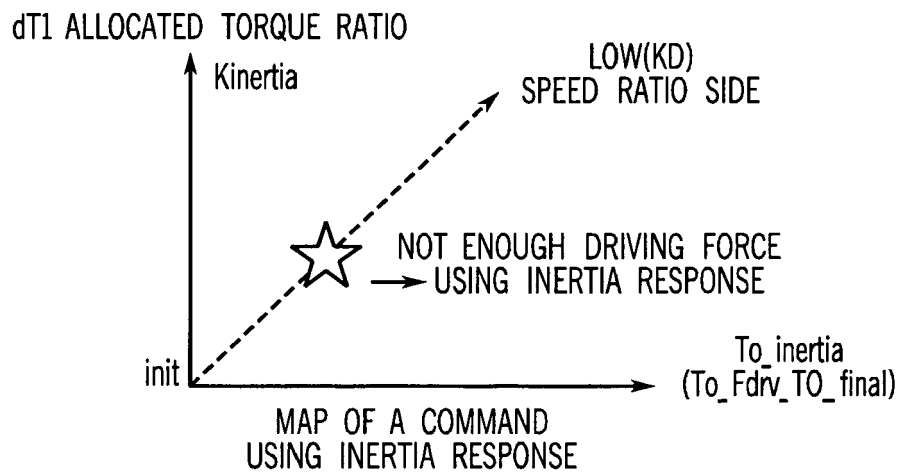 dT1 ALLOCATED TORQUE RATIO
Kinertia
LOW(KD)
SPEED RATIO SIDE
NOT ENOUGH DRIVING FORCE
USING INERTIA RESPONSE
init
To_inertia
(To_Fdrv_TO_final)
MAP OF A COMMAND
USING INERTIA RESPONSE